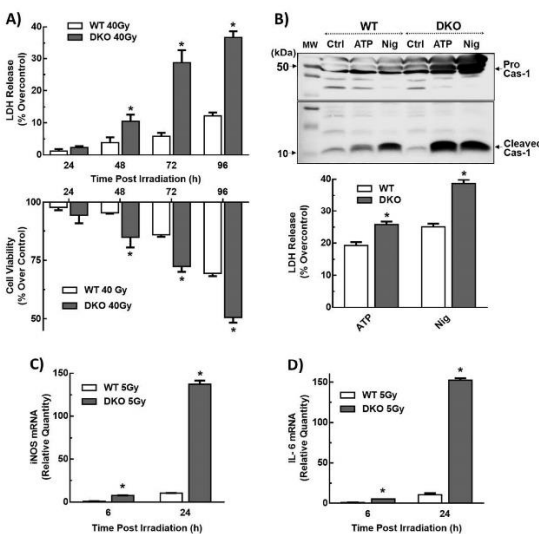 A)
WT 40Gy
DKO 40Gy
LDH Release
(% Overcontrol)
40
30
20
10
0
*
*
*
24 48 72 96
Time Post Irradiation (h)
24 48 72 96
Cell Viability
(% Over Control)
100
75
50
WT 40 Gy
DKO 40Gy
*
*
*
B)
WT DKO
(kDa) MW Ctrl ATP Nig Ctrl ATP Nig
50
Pro
Cas-1
10
Cleaved
Cas-1
LDH Release
(% Overcontrol)
40
30
20
10
0
WT
DKO
*
*
ATP Nig
C)
iNOS mRNA
(Relative Quantity)
150
100
50
0
WT 5Gy
DKO 5Gy
*
*
6 24
Time Post Irradiation (h)
D)
IL- 6 mRNA
(Relative Quantity)
150
100
50
0
WT 5Gy
DKO 5Gy
*
*
6 24
Time Post Irradiation (h)